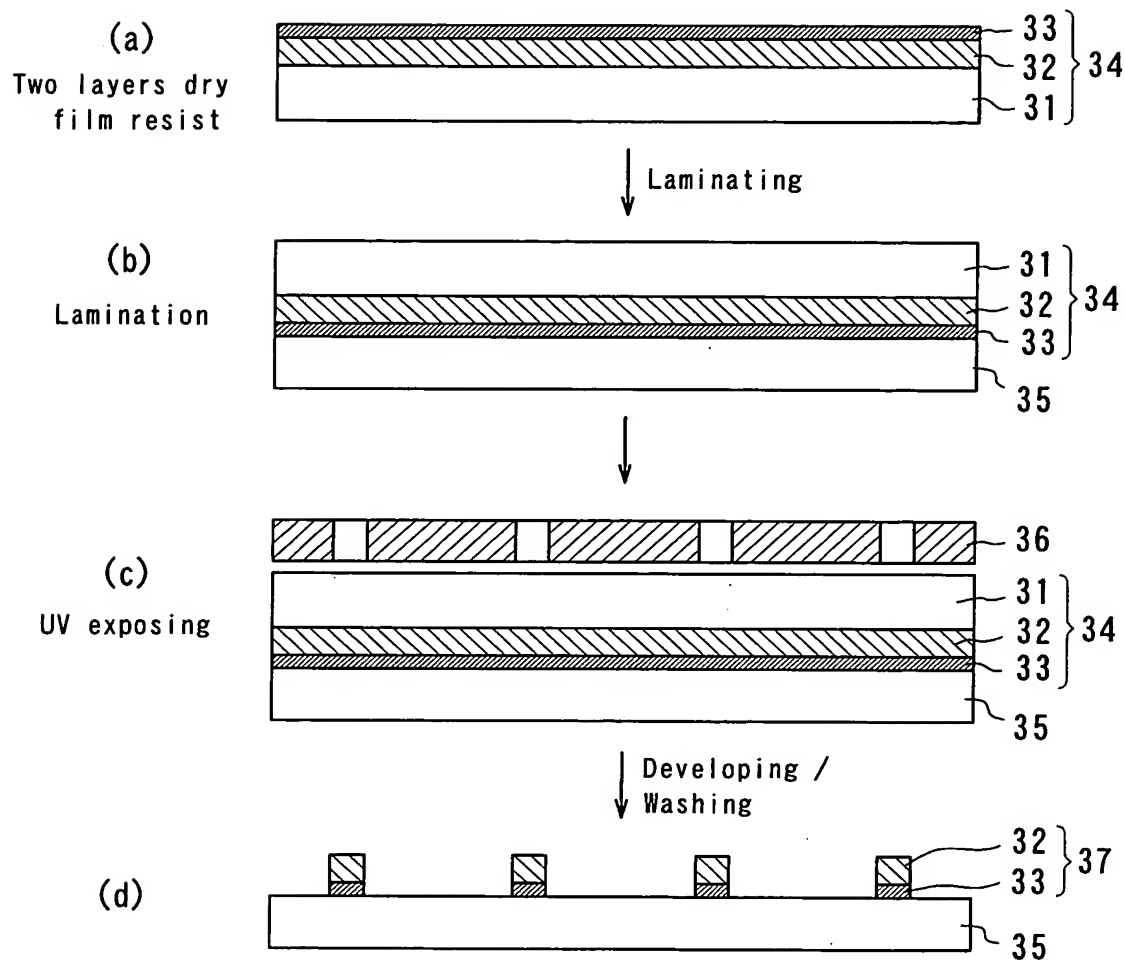 (a)
Two layers dry
film resist
33
32
31
34
Laminating
(b)
Lamination
31
32
33
34
35
(c)
UV exposing
36
31
32
33
34
35
Developing /
Washing
(d)
32
33
37
35